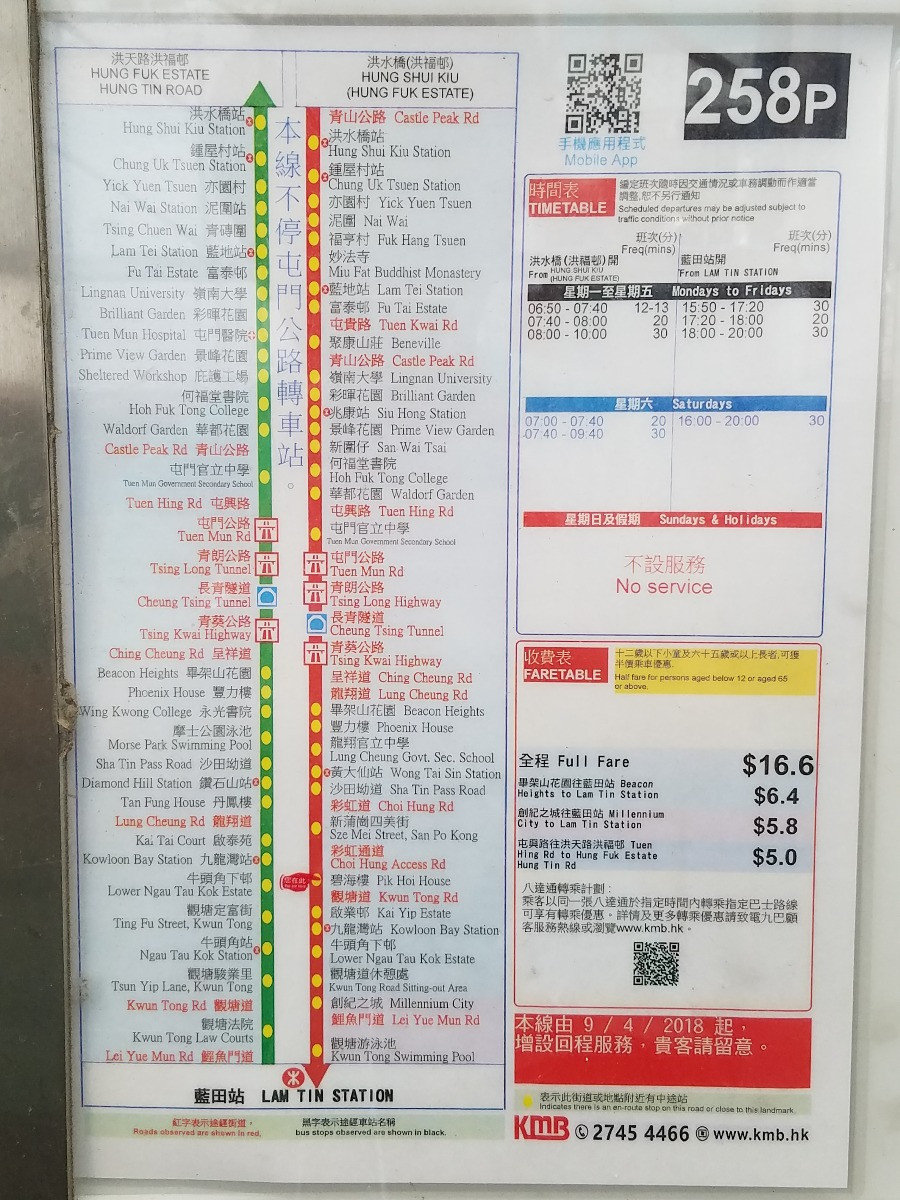 洪天路洪福邨
HUNG FUK ESTATE
HUNG TIN ROAD
洪水橋(洪福邨)
HUNG SHUI KIU
(HUNG FUK ESTATE)
洪水橋站
Hung Shui Kiu Station
鍾屋村站
Chung Uk Tsuen Station
Yick Yuen Tsuen 亦園村
Nai Wai Station 泥圍站
Tsing Chuen Wai 青磚圍
Lam Tei Station 藍地站
Fu Tai Estate 富泰邨
Lingnan University 嶺南大學
Brilliant Garden 彩暉花園
Tuen Mun Hospital 屯門醫院
Prime View Garden 景峰花園
Sheltered Workshop 庇護工場
何福堂書院
Hoh Fuk Tong College
Waldorf Garden 華都花園
Castle Peak Rd 青山公路
屯門官立中學
Tuen Mun Government Secondary School
Tuen Hing Rd 屯興路
屯門公路
Tuen Mun Rd
青朗公路
Tsing Long Tunnel
長青隧道
Cheung Tsing Tunnel
青葵公路
Tsing Kwai Highway
Ching Cheung Rd 呈祥道
Beacon Heights 畢架山花園
Phoenix House 豐力樓
Wing Kwong College 永光書院
摩士公園泳池
Morse Park Swimming Pool
Sha Tin Pass Road 沙田坳道
Diamond Hill Station 鑽石山站
Tan Fung House 丹鳳樓
Lung Cheung Rd 龍翔道
Kai Tai Court 啟泰苑
Kowloon Bay Station 九龍灣站
牛頭角下邨
Lower Ngau Tau Kok Estate
觀塘定富街
Ting Fu Street, Kwun Tong
牛頭角站
Ngau Tau Kok Station
觀塘駿業里
Tsun Yip Lane, Kwun Tong
Kwun Tong Rd 觀塘道
觀塘法院
Kwun Tong Law Courts
Lei Yue Mun Rd 鯉魚門道
本線不停屯門公路轉車站。
青山公路 Castle Peak Rd
洪水橋站
Hung Shui Kiu Station
鍾屋村站
Chung Uk Tsuen Station
亦園村 Yick Yuen Tsuen
泥圍 Nai Wai
福亨村 Fuk Hang Tsuen
妙法寺
Miu Fat Buddhist Monastery
藍地站 Lam Tei Station
富泰邨 Fu Tai Estate
屯貴路 Tuen Kwai Rd
聚康山莊 Beneville
青山公路 Castle Peak Rd
嶺南大學 Lingnan University
彩暉花園 Brilliant Garden
兆康站 Siu Hong Station
景峰花園 Prime View Garden
新圍仔 San Wai Tsai
何福堂書院
Hoh Fuk Tong College
華都花園 Waldorf Garden
屯興路 Tuen Hing Rd
屯門官立中學
Tuen Mun Government Secondary School
屯門公路
Tuen Mun Rd
青朗公路
Tsing Long Highway
長青隧道
Cheung Tsing Tunnel
青葵公路
Tsing Kwai Highway
呈祥道 Ching Cheung Rd
龍翔道 Lung Cheung Rd
畢架山花園 Beacon Heights
豐力樓 Phoenix House
龍翔官立中學
Lung Cheung Govt. Sec. School
黃大仙站 Wong Tai Sin Station
沙田坳道 Sha Tin Pass Road
彩虹道 Choi Hung Rd
新蒲崗四美街
Sze Mei Street, San Po Kong
彩虹通道
Choi Hung Access Rd
您在此
碧海樓 Pik Hoi House
觀塘道 Kwun Tong Rd
啟業邨 Kai Yip Estate
九龍灣站 Kowloon Bay Station
牛頭角下邨
Lower Ngau Tau Kok Estate
觀塘道休憩處
Kwun Tong Road Sitting-out Area
創紀之城 Millennium City
鯉魚門道 Lei Yue Mun Rd
觀塘游泳池
Kwun Tong Swimming Pool
藍田站 LAM TIN STATION
紅字表示途經街道，
Roads observed are shown in red,
黑字表示途經車站名稱
bus stops observed are shown in black.
手機應用程式
Mobile App
258P
時間表
TIMETABLE
編定班次隨時因交通情況或車務調動而作適當
調整,恕不另行通知
Scheduled departures may be adjusted subject to
traffic conditions without prior notice
班次(分)
Freq(mins)
班次(分)
Freq(mins)
洪水橋(洪福邨)開
From HUNG SHUI KIU
(HUNG FUK ESTATE)
藍田站開
From LAM TIN STATION
星期一至星期五 Mondays to Fridays
06:50 - 07:40 12-13 15:50 - 17:20 30
07:40 - 08:00 20 17:20 - 18:00 20
08:00 - 10:00 30 18:00 - 20:00 30
星期六 Saturdays
07:00 - 07:40 20 16:00 - 20:00 30
07:40 - 09:40 30
星期日及假期 Sundays & Holidays
不設服務
No service
收費表
FARETABLE
十二歲以下小童及六十五歲或以上長者,可獲
半價乘車優惠.
Half fare for persons aged below 12 or aged 65
or above.
全程 Full Fare $16.6
畢架山花園往藍田站 Beacon
Heights to Lam Tin Station $6.4
創紀之城往藍田站 Millennium
City to Lam Tin Station $5.8
屯興路往洪天路洪福邨 Tuen
Hing Rd to Hung Fuk Estate
Hung Tin Rd $5.0
八達通轉乘計劃：
乘客以同一張八達通於指定時間內轉乘指定巴士路線
可享有轉乘優惠。詳情及更多轉乘優惠請致電九巴顧
客服務熱線或瀏覽www.kmb.hk。
本線由 9 / 4 / 2018 起，
增設回程服務，貴客請留意。
表示此街道或地點附近有中途站
Indicates there is an en-route stop on this road or close to this landmark.
KMB 2745 4466 www.kmb.hk